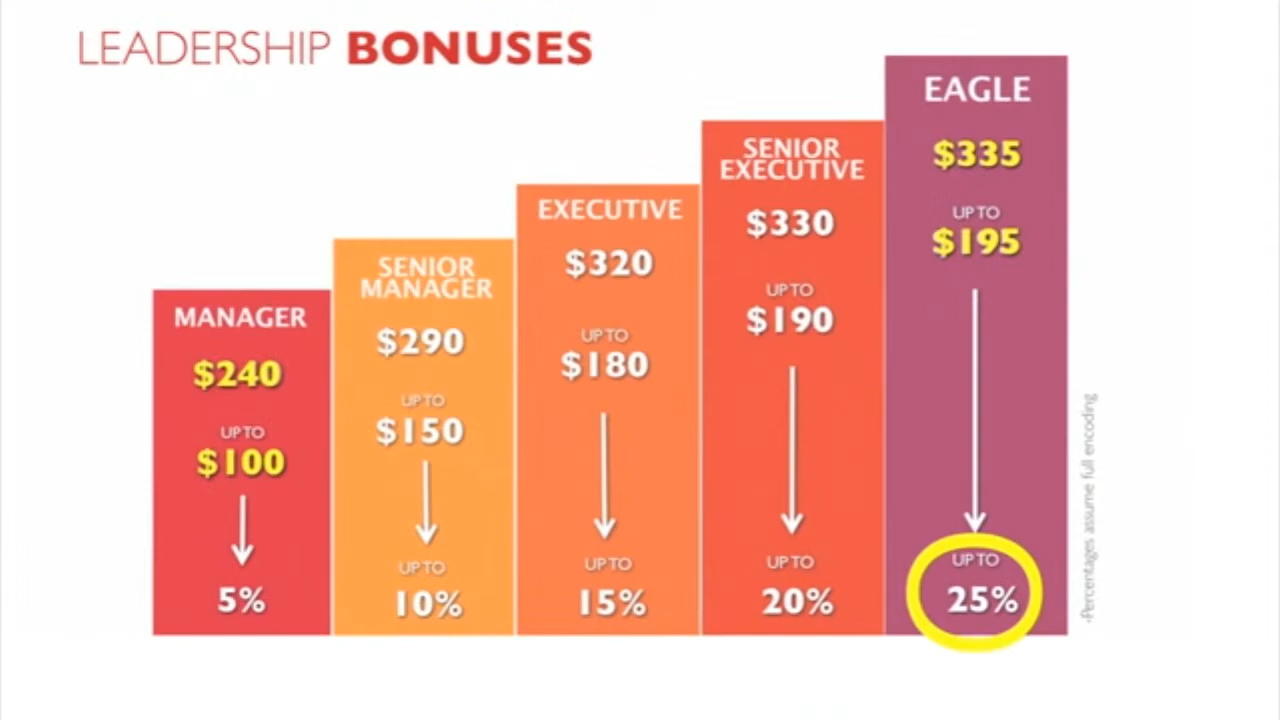 LEADERSHIP BONUSES
MANAGER
$240
UP TO
$100
5%
SENIOR
MANAGER
$290
UP TO
$150
UP TO
10%
EXECUTIVE
$320
UP TO
$180
UP TO
15%
SENIOR
EXECUTIVE
$330
UP TO
$190
UP TO
20%
EAGLE
$335
UP TO
$195
UP TO
25%
-Percentages assume full encoding